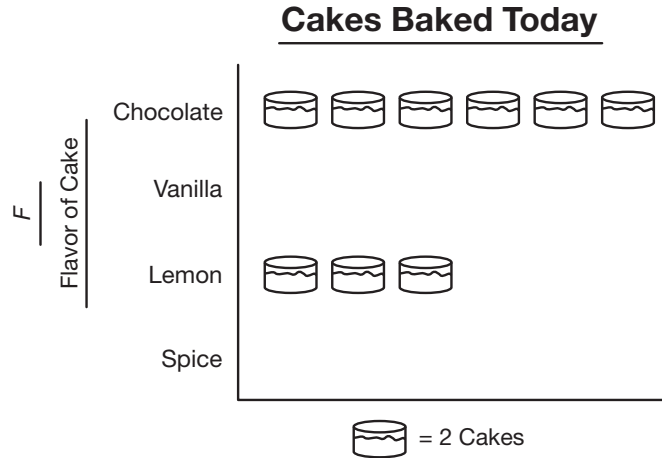 Cakes Baked Today
Chocolate
Vanilla
Lemon
Spice
F
Flavor of Cake
= 2 Cakes